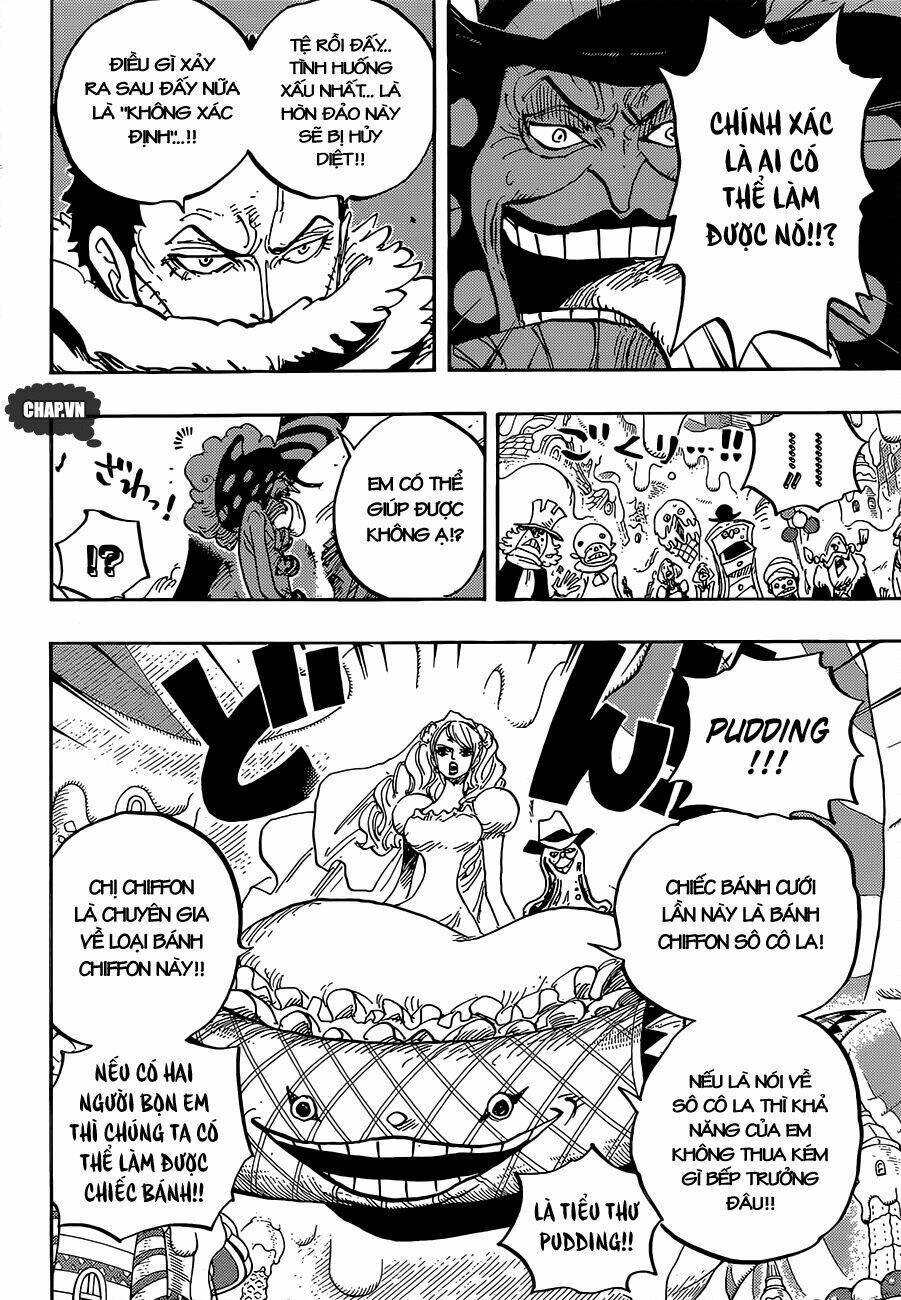 CHÍNH XÁC
LÀ AI CÓ
THỂ LÀM
ĐƯỢC NÓ!!?
TỆ RỒI ĐẤY...
TÌNH HUỐNG
XẤU NHẤT... LÀ
HÒN ĐẢO NÀY
SẼ BỊ HỦY
DIỆT!!
ĐIỀU GÌ XẢY
RA SAU ĐẤY NỮA
LÀ "KHÔNG XÁC
ĐỊNH"...!!
CHAP.VN
ごくり…!!
EM CÓ THỂ
GIÚP ĐƯỢC
KHÔNG Ạ!?
ざわっ!
!?
PUDDING
!!!
どん
CHIẾC BÁNH CƯỚI
LẦN NÀY LÀ BÁNH
CHIFFON SÔ CÔ LA!
CHỊ CHIFFON
LÀ CHUYÊN GIA
VỀ LOẠI BÁNH
CHIFFON NÀY!!
NẾU LÀ NÓI VỀ
SÔ CÔ LA THÌ KHẢ
NĂNG CỦA EM
KHÔNG THUA KÉM
GÌ BẾP TRƯỞNG
ĐÂU!!
NẾU CÓ HAI
NGƯỜI BỌN EM
THÌ CHÚNG TA CÓ
THỂ LÀM ĐƯỢC
CHIẾC BÁNH!!
LÀ TIỂU THƯ
PUDDING!!